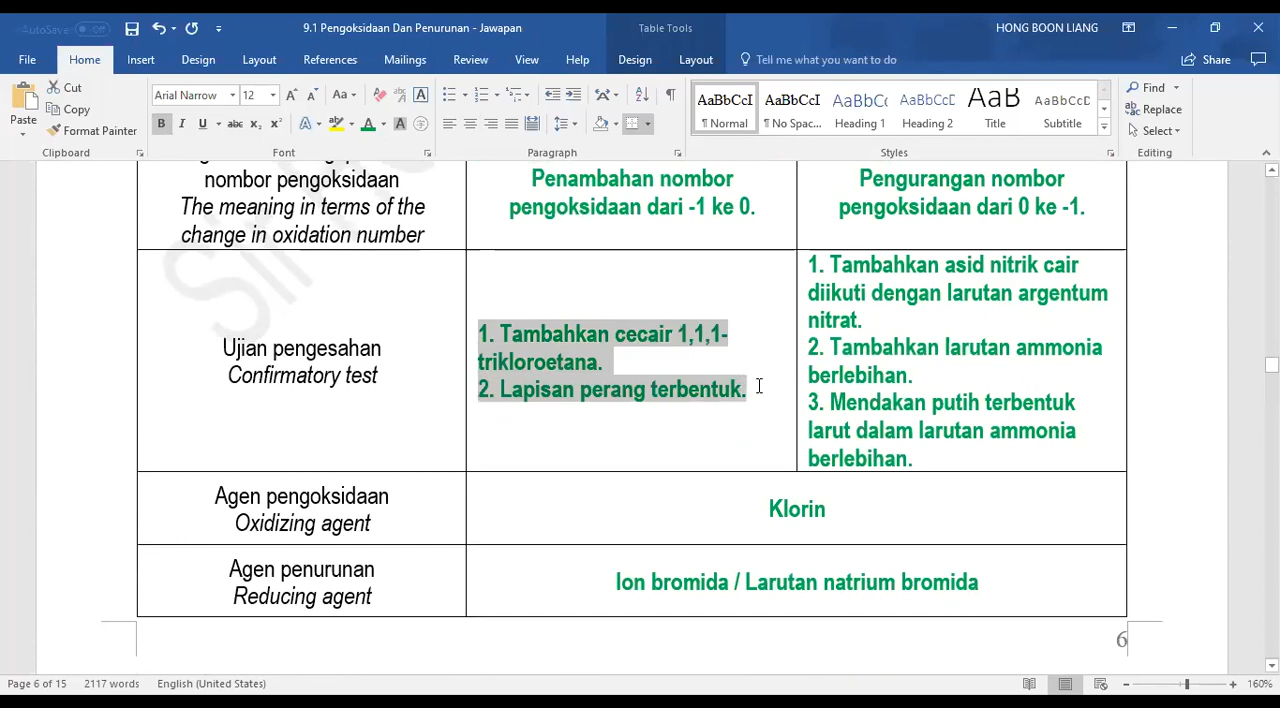 AutoSave
Off
9.1 Pengoksidaan Dan Penurunan - Jawapan
Table Tools
HONG BOON LIANG
File
Home
Insert
Design
Layout
References
Mailings
Review
View
Help
Design
Layout
Tell me what you want to do
Share
Paste
Cut
Copy
Format Painter
Clipboard
Arial Narrow
12
Font
Paragraph
AaBbCcI
¶ Normal
AaBbCcI
¶ No Spac...
AaBbCc
Heading 1
AaBbCcI
Heading 2
AaB
Title
AaBbCcI
Subtitle
Styles
Find
Replace
Select
Editing
nombor pengoksidaan
The meaning in terms of the
change in oxidation number
Penambahan nombor
pengoksidaan dari -1 ke 0.
Pengurangan nombor
pengoksidaan dari 0 ke -1.
Ujian pengesahan
Confirmatory test
1. Tambahkan cecair 1,1,1-
trikloroetana.
2. Lapisan perang terbentuk.
1. Tambahkan asid nitrik cair
diikuti dengan larutan argentum
nitrat.
2. Tambahkan larutan ammonia
berlebihan.
3. Mendakan putih terbentuk
larut dalam larutan ammonia
berlebihan.
Agen pengoksidaan
Oxidizing agent
Klorin
Agen penurunan
Reducing agent
Ion bromida / Larutan natrium bromida
6
Page 6 of 15
2117 words
English (United States)
160%